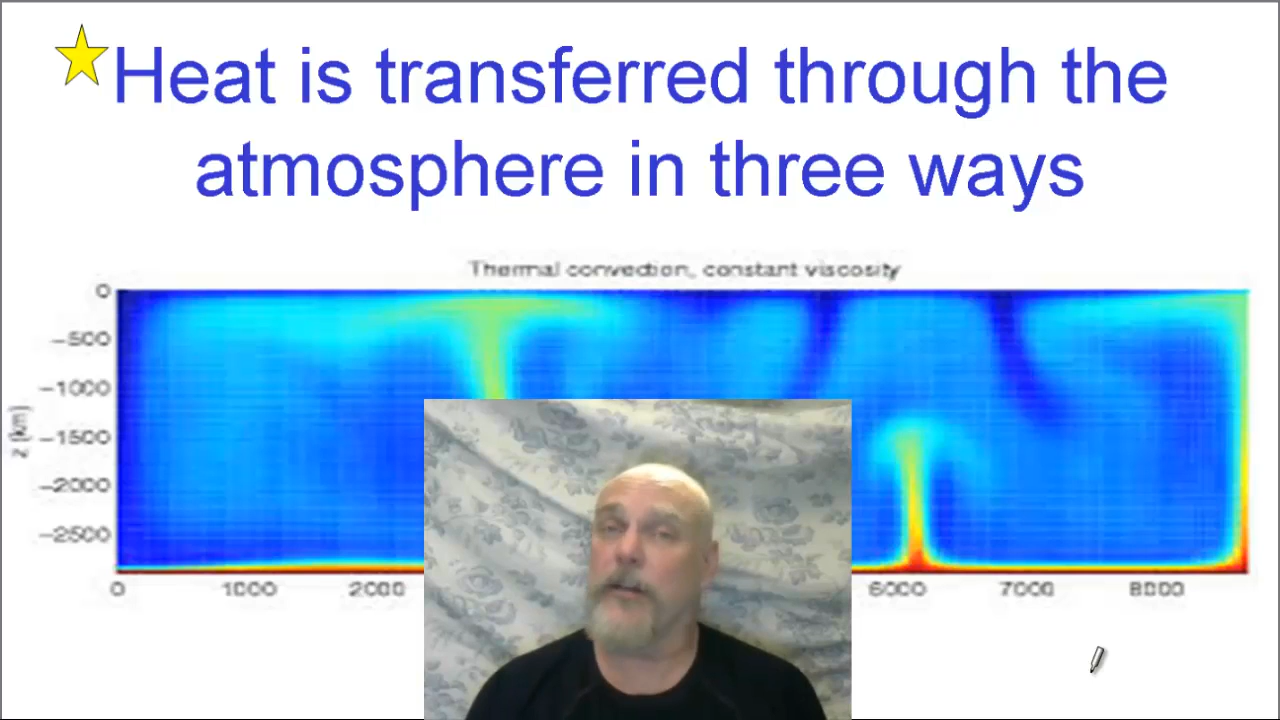 Heat is transferred through the
atmosphere in three ways
Thermal convection, constant viscosity
0
−500
−1000
−1500
−2000
−2500
z (km)
0 1000 2000 6000 7000 8000